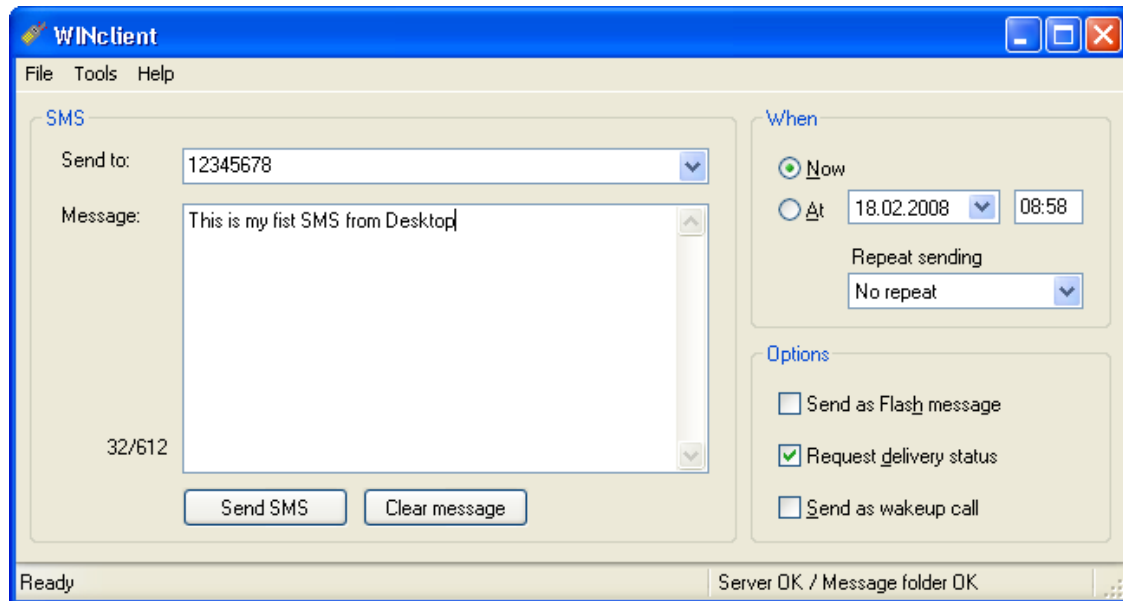 WINclient
File Tools Help
SMS
Send to: 12345678
Message: This is my fist SMS from Desktop
32/612
Send SMS Clear message
When
Now
At 18.02.2008 08:58
Repeat sending
No repeat
Options
Send as Flash message
Request delivery status
Send as wakeup call
Ready Server OK / Message folder OK